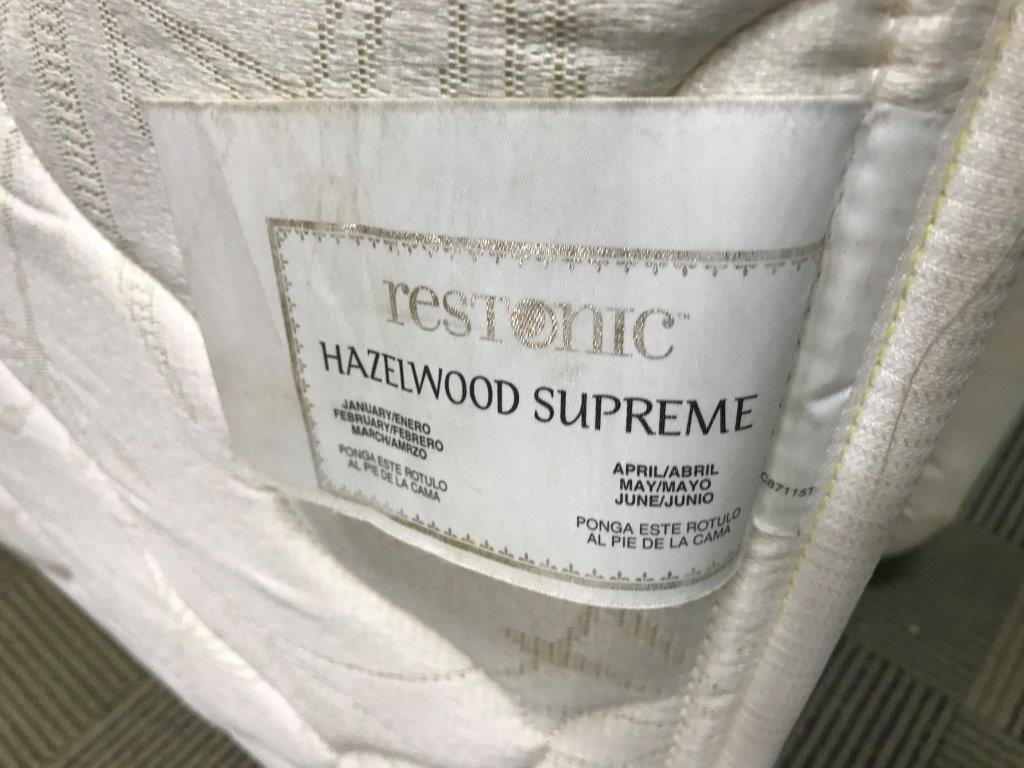 resTonic™
HAZELWOOD SUPREME
JANUARY/ENERO
FEBRUARY/FEBRERO
MARCH/AMRZO
PONGA ESTE ROTULO
AL PIE DE LA CAMA
APRIL/ABRIL
MAY/MAYO
JUNE/JUNIO
PONGA ESTE ROTULO
AL PIE DE LA CAMA